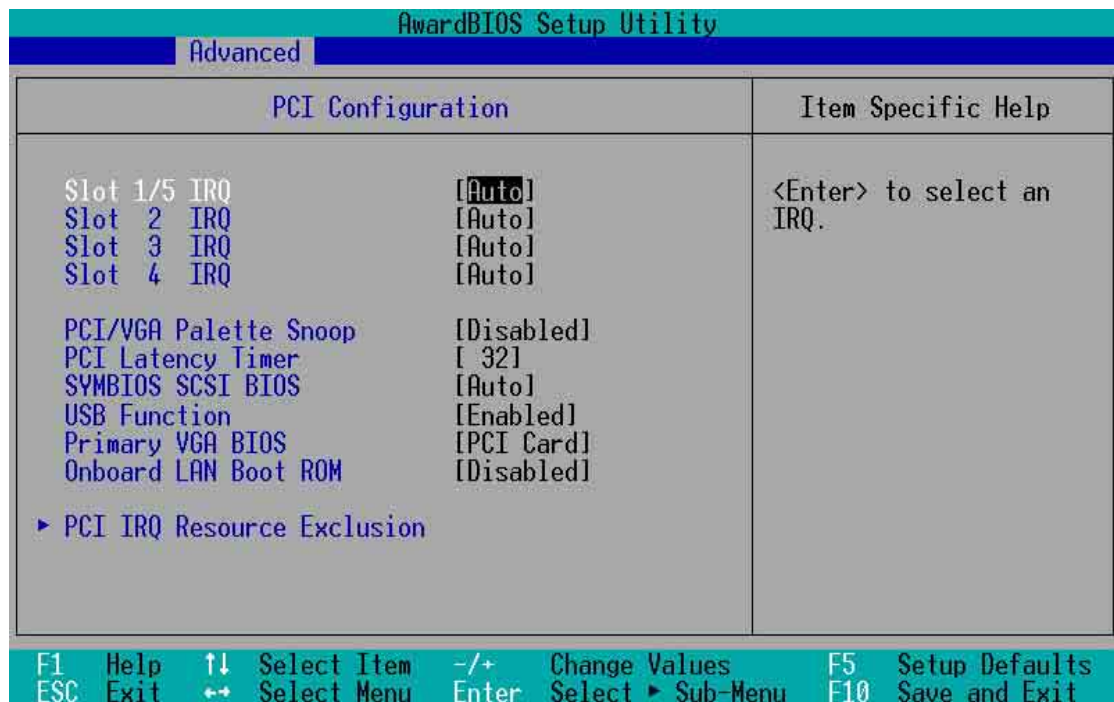 AwardBIOS Setup Utility
Advanced
PCI Configuration
Item Specific Help
Slot 1/5 IRQ [Auto]
Slot 2 IRQ [Auto]
Slot 3 IRQ [Auto]
Slot 4 IRQ [Auto]
PCI/VGA Palette Snoop [Disabled]
PCI Latency Timer [ 32]
SYMBIOS SCSI BIOS [Auto]
USB Function [Enabled]
Primary VGA BIOS [PCI Card]
Onboard LAN Boot ROM [Disabled]
▶ PCI IRQ Resource Exclusion
<Enter> to select an
IRQ.
F1 Help ↑↓ Select Item -/+ Change Values F5 Setup Defaults
ESC Exit ←→ Select Menu Enter Select ▶ Sub-Menu F10 Save and Exit